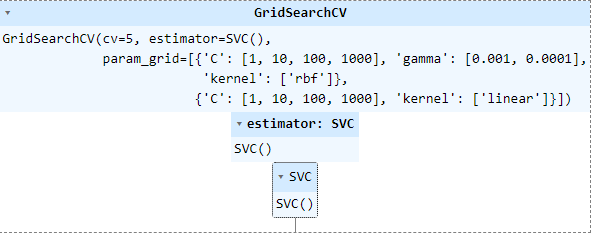 GridSearchCV
GridSearchCV(cv=5, estimator=SVC(),
param_grid=[{'C': [1, 10, 100, 1000], 'gamma': [0.001, 0.0001],
'kernel': ['rbf']},
{'C': [1, 10, 100, 1000], 'kernel': ['linear']}])
estimator: SVC
SVC()
SVC
SVC()